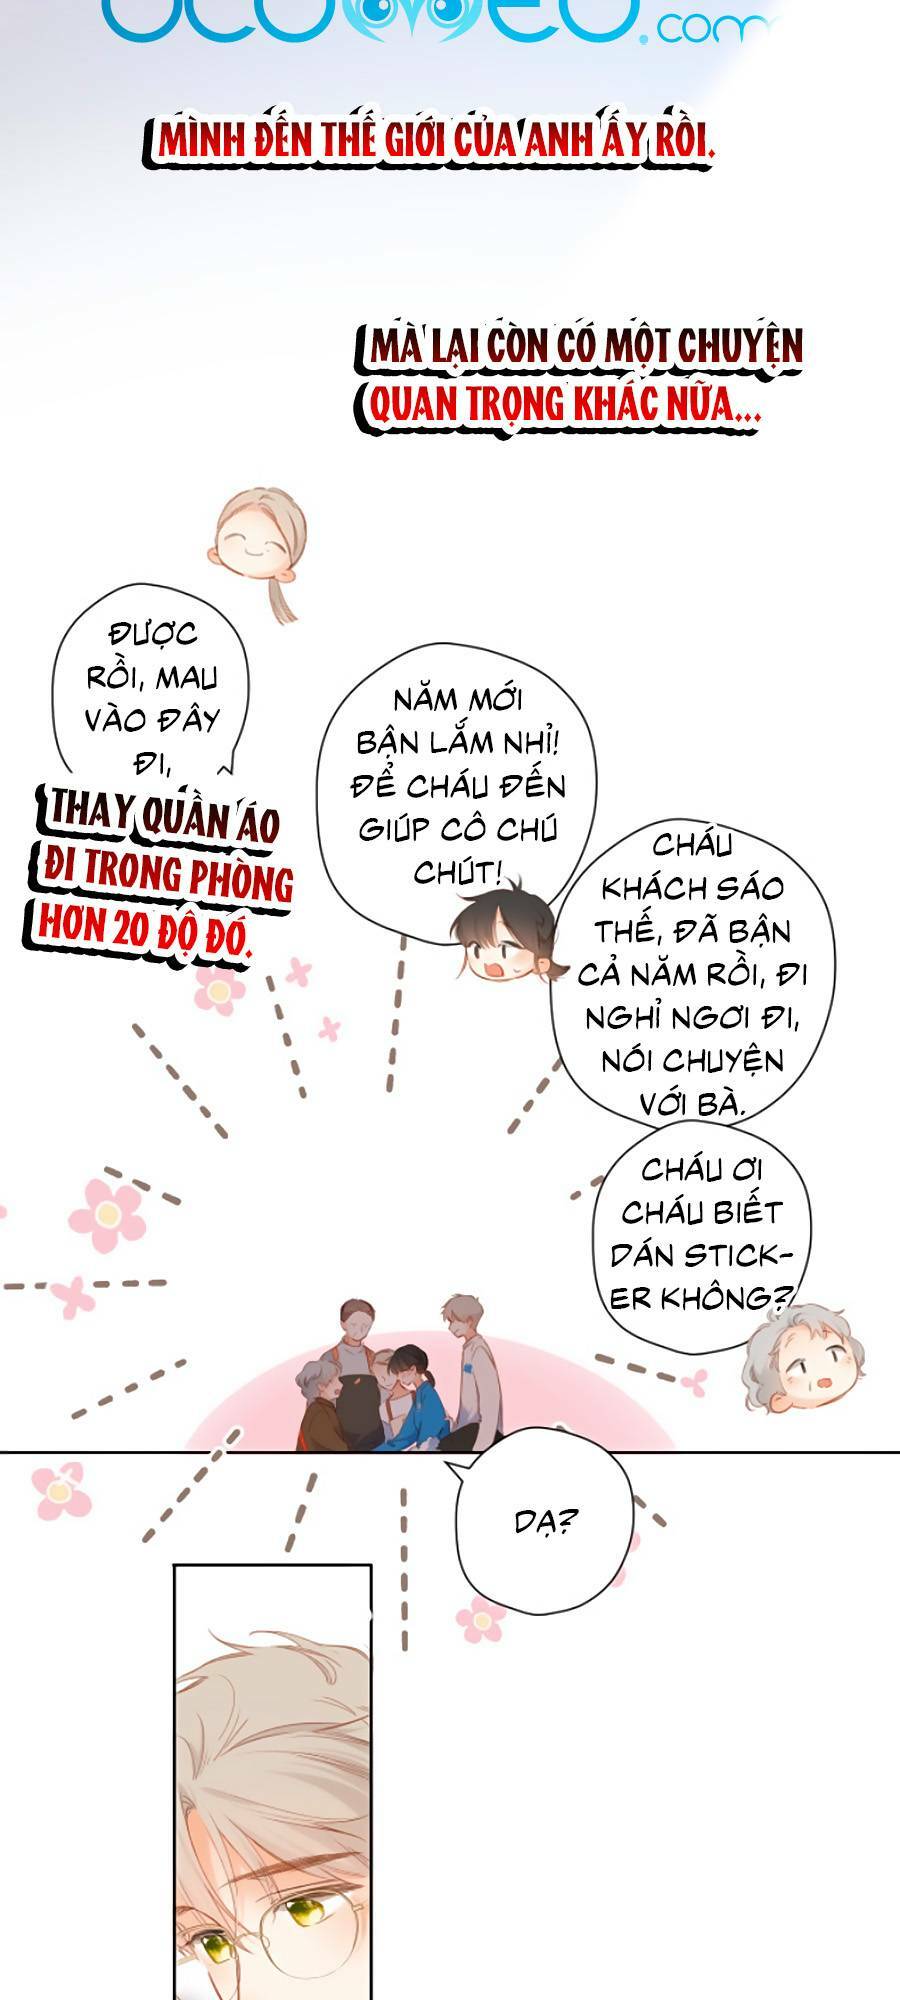 OCOMEO.com
MÌNH ĐẾN THẾ GIỚI CỦA ANH ẤY RỒI.
MÀ LẠI CÒN CÓ MỘT CHUYỆN
QUAN TRỌNG KHÁC NỮA...
ĐƯỢC
RỒI, MAU
VÀO ĐÂY
ĐI,
THAY QUẦN ÁO
ĐI TRONG PHÒNG
HƠN 20 ĐỘ ĐÓ.
NĂM MỚI
BẬN LẮM NHỈ!
ĐỂ CHÁU ĐẾN
GIÚP CÔ CHÚ
CHÚT!
CHÁU
KHÁCH SÁO
THẾ, ĐÃ BẬN
CẢ NĂM RỒI, ĐI
NGHỈ NGƠI ĐI,
NÓI CHUYỆN
VỚI BÀ.
CHÁU ƠI
CHÁU BIẾT
DÁN STICK-
ER KHÔNG?
DẠ?